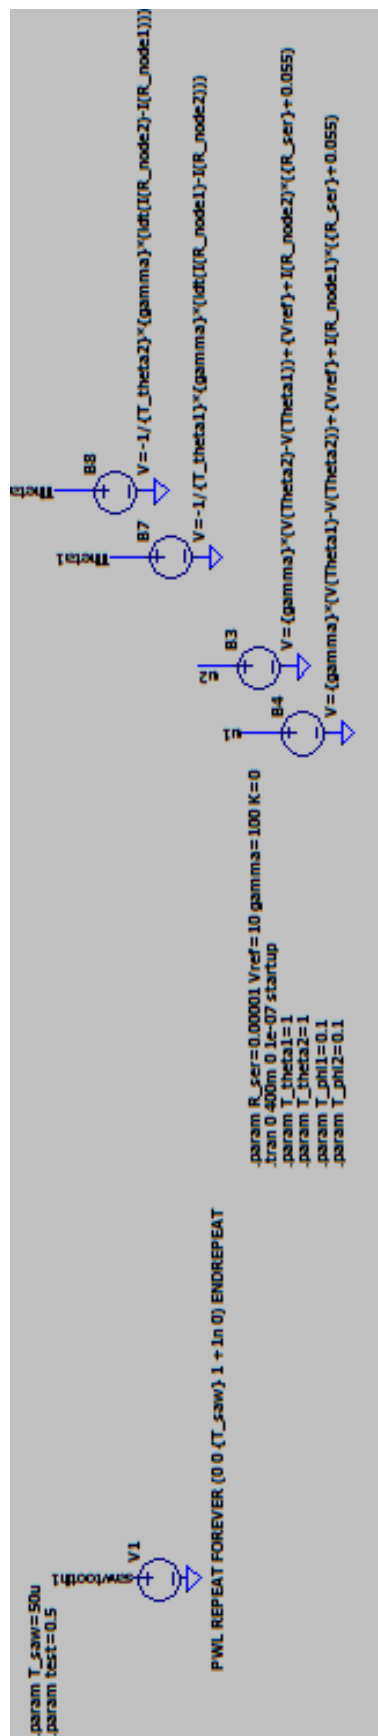 .param T_saw=50u
.param test=0.5
sawtooth1
V1
PWL REPEAT FOREVER (0 0 {T_saw} 1 + 1n 0) ENDREPEAT
.param R_ser=0.00001 Vref=10 gamma=100 K=0
.tran 0 400m 0 1e-07 startup
.param T_theta1=1
.param T_theta2=1
.param T_phi1=0.1
.param T_phi2=0.1
B8
V=-1/{T_theta2}*{gamma}*(idt(I(R_node2)-I(R_node1)))
Theta1
B7
V=-1/{T_theta1}*{gamma}*(idt(I(R_node1)-I(R_node2)))
u2
B3
V={gamma}*(V(Theta2)-V(Theta1))+{Vref}+I(R_node2)*({R_ser}+0.055)
u1
B4
V={gamma}*(V(Theta1)-V(Theta2))+{Vref}+I(R_node1)*({R_ser}+0.055)